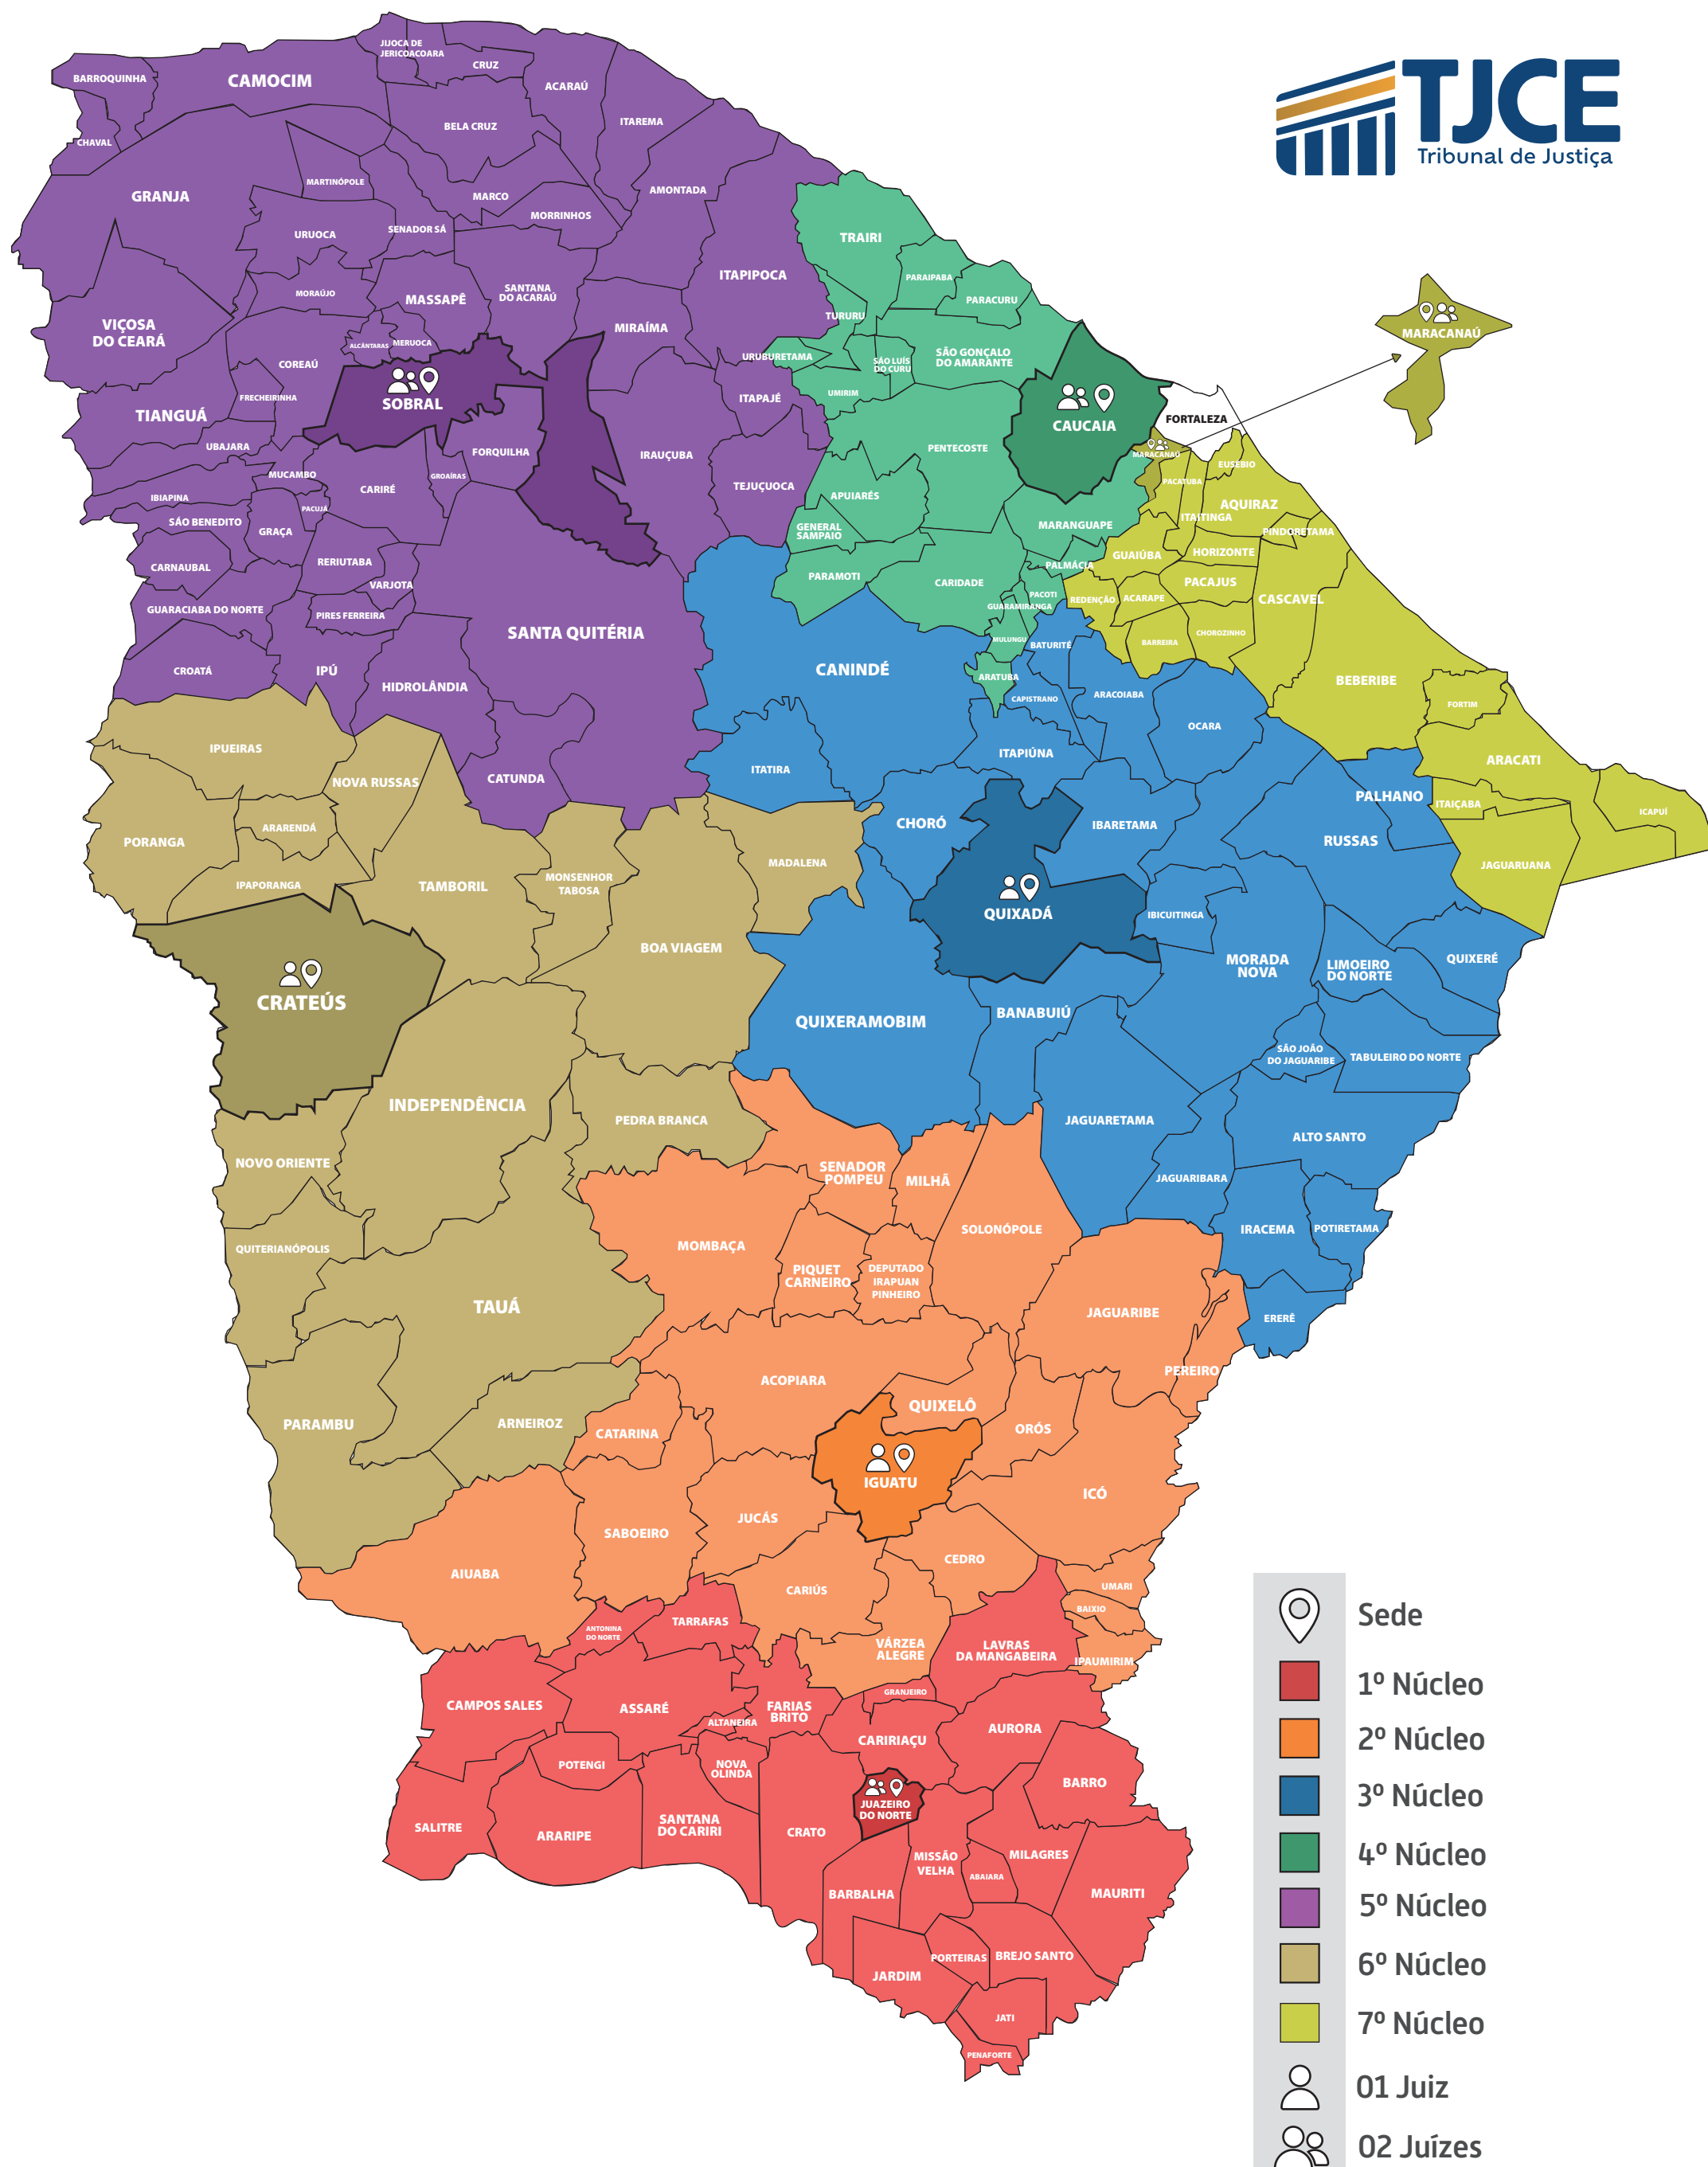 TJCE
Tribunal de Justiça
JIJOCA DE
JERICOACOARA
CRUZ
BARROQUINHA
CAMOCIM
ACARAÚ
CHAVAL
BELA CRUZ
ITAREMA
GRANJA
MARTINÓPOLE
MARCO
AMONTADA
MORRINHOS
URUOCA
SENADOR SÁ
TRAIRI
ITAPIPOCA
PARAIPABA
MORAÚJO
MASSAPÊ
SANTANA
DO ACARAÚ
PARACURU
VIÇOSA
DO CEARÁ
MIRAÍMA
TURURU
MARACANAÚ
ALCÂNTARAS
MERUOCA
URUBURETAMA
COREAÚ
SÃO LUÍS
DO CURU
SÃO GONÇALO
DO AMARANTE
FRECHEIRINHA
SOBRAL
ITAPAJÉ
UMIRIM
TIANGUÁ
CAUCAIA
FORTALEZA
UBAJARA
FORQUILHA
IRAUÇUBA
PENTECOSTE
MARACANAÚ
EUSÉBIO
MUCAMBO
GROAÍRAS
PACATUBA
IBIAPINA
CARIRÉ
TEJUÇUOCA
APUIARÉS
AQUIRAZ
PACUJÁ
SÃO BENEDITO
GRAÇA
GENERAL
SAMPAIO
MARANGUAPE
ITAITINGA
PINDORETAMA
CARNAUBAL
RERIUTABA
PALMÁCIA
GUAIÚBA
HORIZONTE
VARJOTA
PARAMOTI
CARIDADE
PACAJUS
GUARACIABA DO NORTE
PIRES FERREIRA
PACOTI
GUARAMIRANGA
REDENÇÃO
ACARAPE
CASCAVEL
SANTA QUITÉRIA
MULUNGU
BATURITÉ
BARREIRA
CHOROZINHO
CROATÁ
IPÚ
HIDROLÂNDIA
CANINDÉ
ARATUBA
CAPISTRANO
ARACOIABA
BEBERIBE
FORTIM
OCARA
IPUEIRAS
NOVA RUSSAS
CATUNDA
ITATIRA
ITAPIÚNA
ARACATI
PALHANO
ITAIÇABA
ICAPUÍ
PORANGA
ARARENDÁ
CHORÓ
IBARETAMA
RUSSAS
MADALENA
JAGUARUANA
IPAPORANGA
TAMBORIL
MONSENHOR
TABOSA
QUIXADÁ
IBICUITINGA
BOA VIAGEM
MORADA
NOVA
LIMOEIRO
DO NORTE
QUIXERÉ
CRATEÚS
QUIXERAMOBIM
BANABUIÚ
SÃO JOÃO
DO JAGUARIBE
TABULEIRO DO NORTE
INDEPENDÊNCIA
PEDRA BRANCA
JAGUARETAMA
ALTO SANTO
NOVO ORIENTE
SENADOR
POMPEU
MILHÃ
JAGUARIBARA
SOLONÓPOLE
IRACEMA
POTIRETAMA
QUITERIANÓPOLIS
MOMBAÇA
PIQUET
CARNEIRO
DEPUTADO
IRAPUAN
PINHEIRO
TAUÁ
JAGUARIBE
ERERÊ
PEREIRO
ACOPIARA
QUIXELÔ
PARAMBU
ARNEIROZ
CATARINA
ORÓS
IGUATU
ICÓ
JUCÁS
SABOEIRO
AIUABA
CEDRO
CARIÚS
UMARI
BAIXIO
TARRAFAS
ANTONINA
DO NORTE
VÁRZEA
ALEGRE
LAVRAS
DA MANGABEIRA
IPAUMIRIM
GRANJEIRO
CAMPOS SALES
ASSARÉ
FARIAS
BRITO
ALTANEIRA
AURORA
CARIRIAÇU
POTENGI
NOVA
OLINDA
BARRO
JUAZEIRO
DO NORTE
SALITRE
ARARIPE
SANTANA
DO CARIRI
CRATO
MISSÃO
VELHA
MILAGRES
ABAIARA
BARBALHA
MAURITI
PORTEIRAS
BREJO SANTO
JARDIM
JATI
PENAFORTE
Sede
1º Núcleo
2º Núcleo
3º Núcleo
4º Núcleo
5º Núcleo
6º Núcleo
7º Núcleo
01 Juiz
02 Juízes